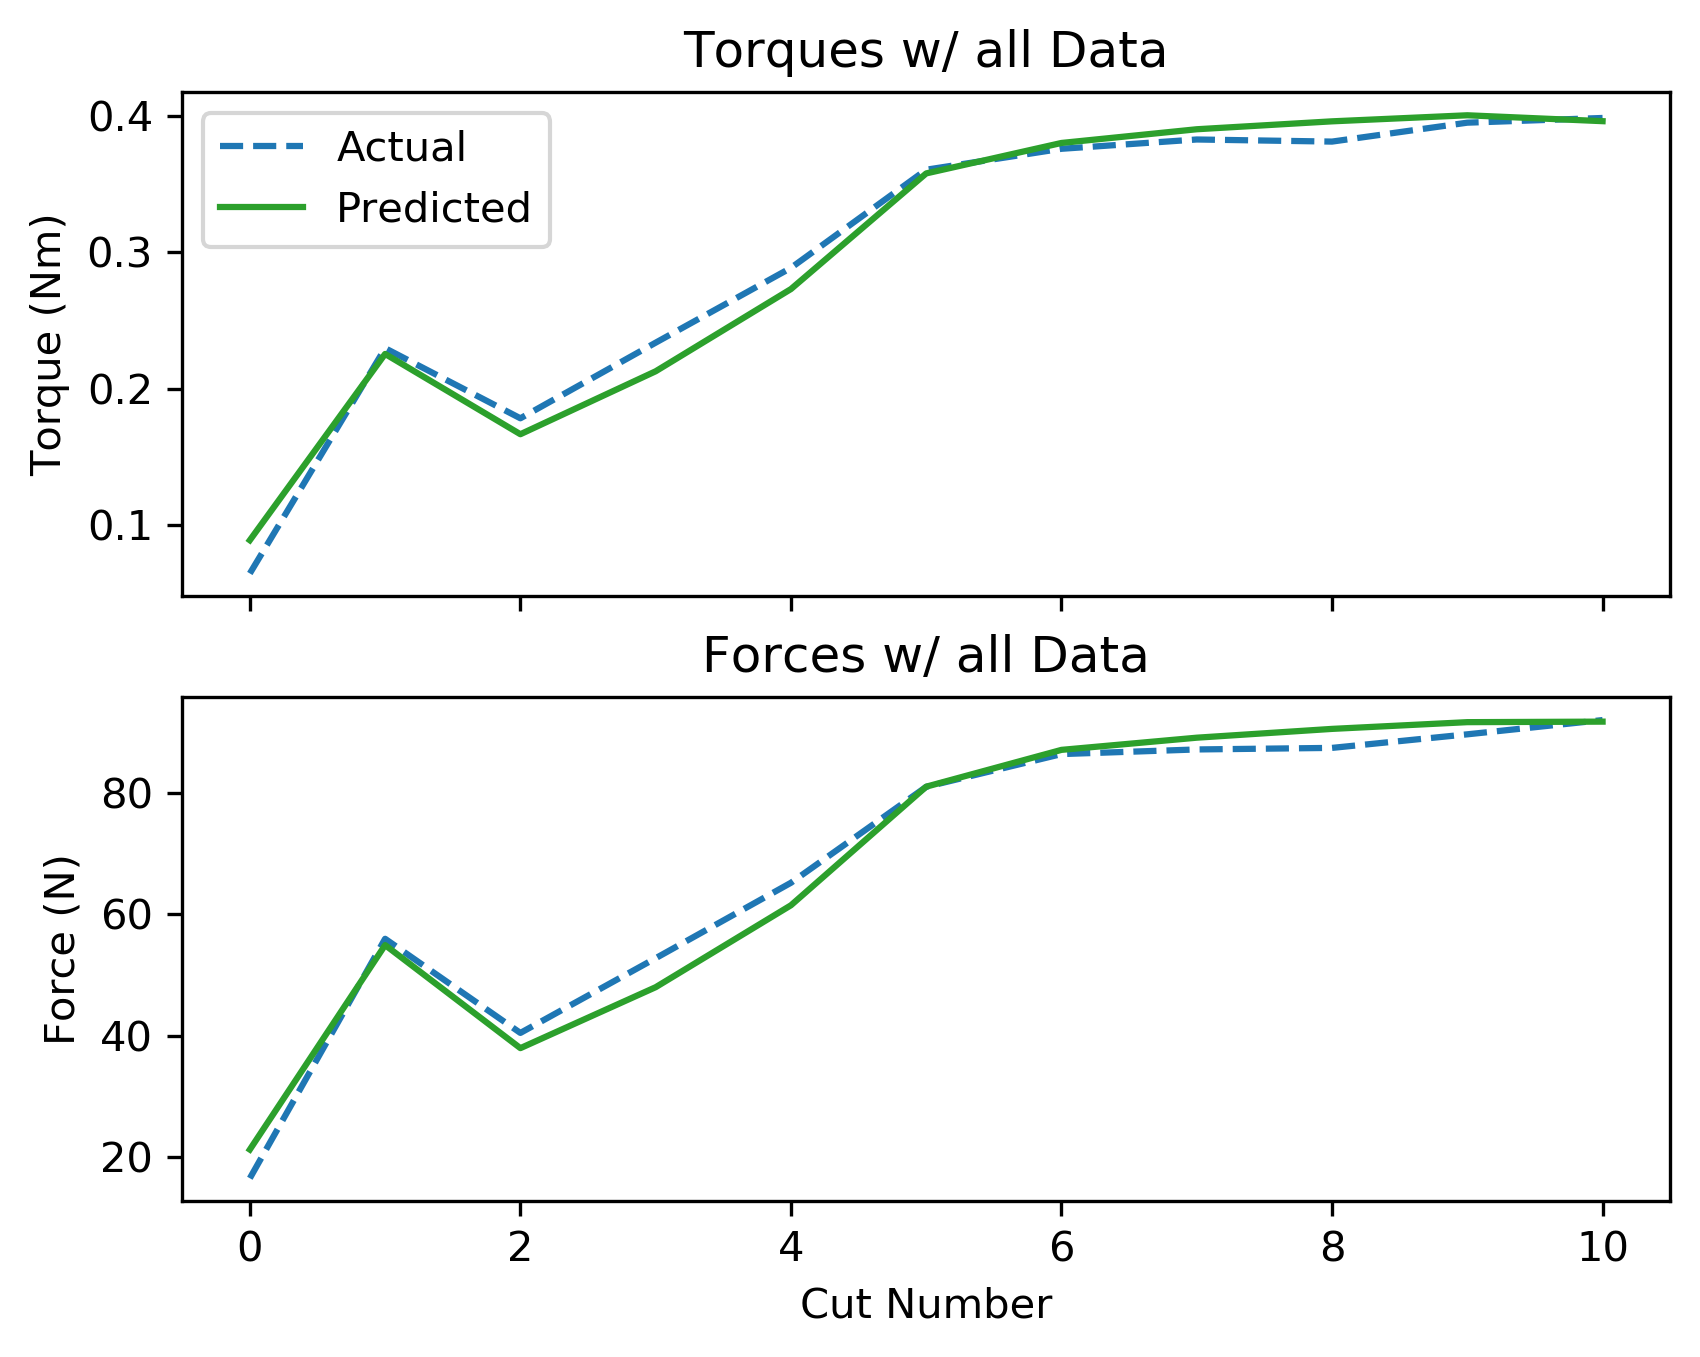 Torques w/ all Data
0.4
0.3
0.2
0.1
Torque (Nm)
Actual
Predicted
Forces w/ all Data
80
60
40
20
Force (N)
0 2 4 6 8 10
Cut Number